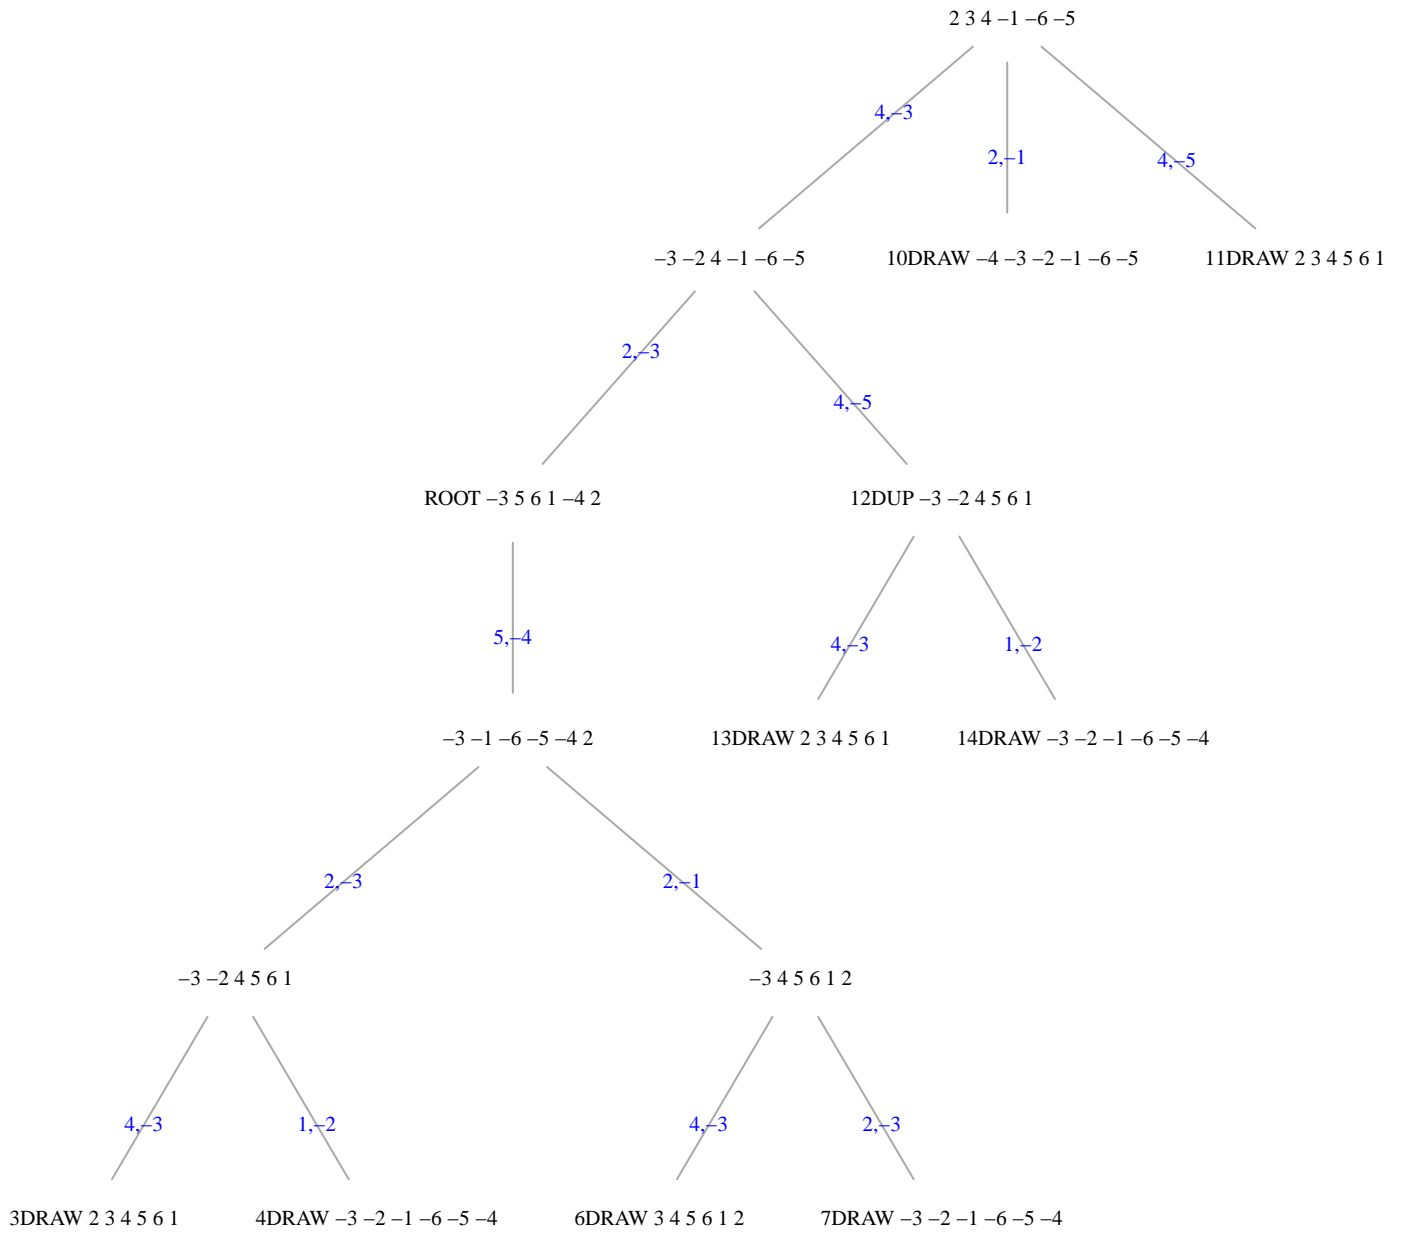 2 3 4 –1 –6 –5
4,–3
2,–1
4,–5
–3 –2 4 –1 –6 –5
10DRAW –4 –3 –2 –1 –6 –5
11DRAW 2 3 4 5 6 1
2,–3
4,–5
ROOT –3 5 6 1 –4 2
12DUP –3 –2 4 5 6 1
5,–4
4,–3
1,–2
–3 –1 –6 –5 –4 2
13DRAW 2 3 4 5 6 1
14DRAW –3 –2 –1 –6 –5 –4
2,–3
2,–1
–3 –2 4 5 6 1
–3 4 5 6 1 2
4,–3
1,–2
4,–3
2,–3
3DRAW 2 3 4 5 6 1
4DRAW –3 –2 –1 –6 –5 –4
6DRAW 3 4 5 6 1 2
7DRAW –3 –2 –1 –6 –5 –4